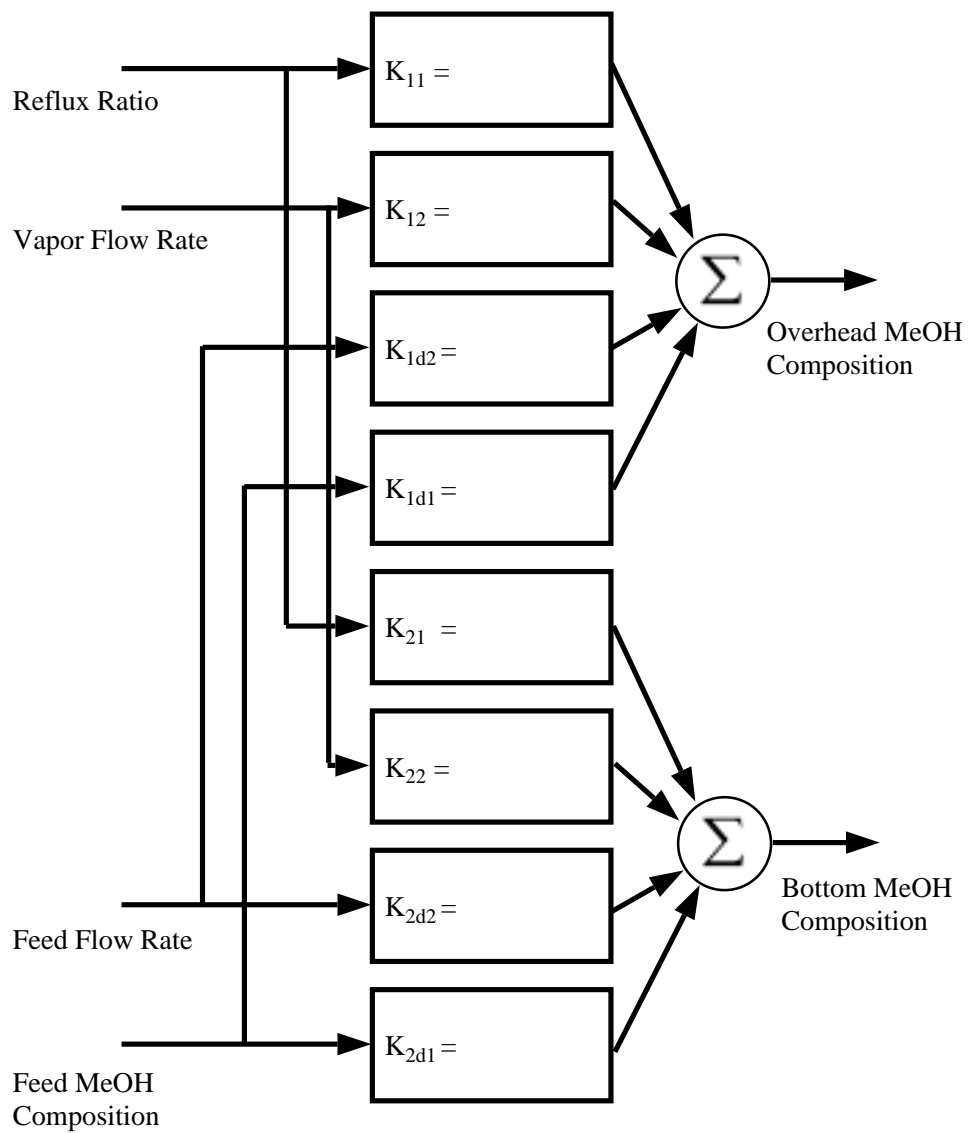 K₁₁ =
Reflux Ratio
K₁₂ =
Vapor Flow Rate
Σ
K₁d₂ =
Overhead MeOH
Composition
K₁d₁ =
K₂₁ =
K₂₂ =
Σ
Bottom MeOH
Composition
K₂d₂ =
Feed Flow Rate
K₂d₁ =
Feed MeOH
Composition